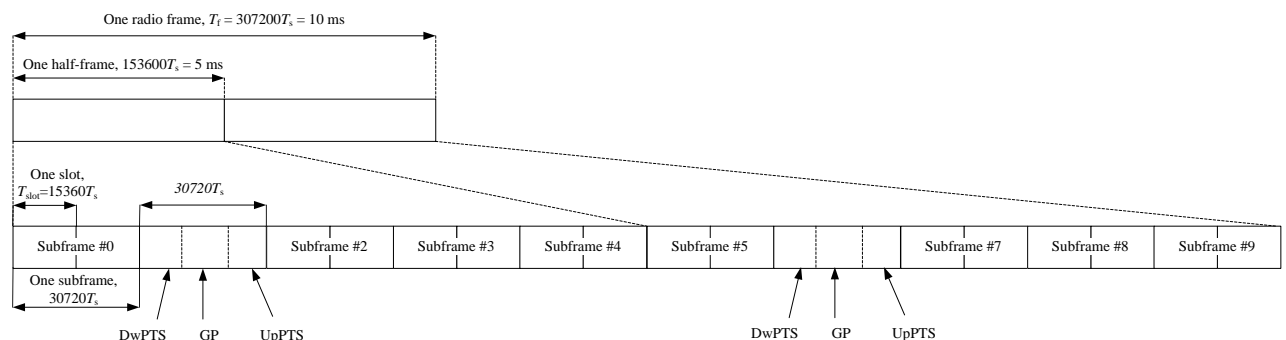 One radio frame, Tf = 307200Ts = 10 ms
One half-frame, 153600Ts = 5 ms
One slot,
Tslot=15360Ts
30720Ts
Subframe #0
Subframe #2
Subframe #3
Subframe #4
Subframe #5
Subframe #7
Subframe #8
Subframe #9
One subframe,
30720Ts
DwPTS
GP
UpPTS
DwPTS
GP
UpPTS